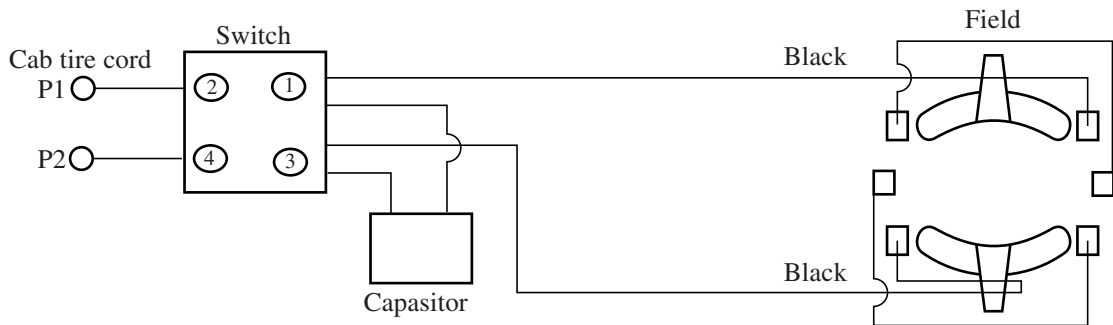 Field
Switch
Black
Cab tire cord
P1
2
1
P2
4
3
Black
Capasitor